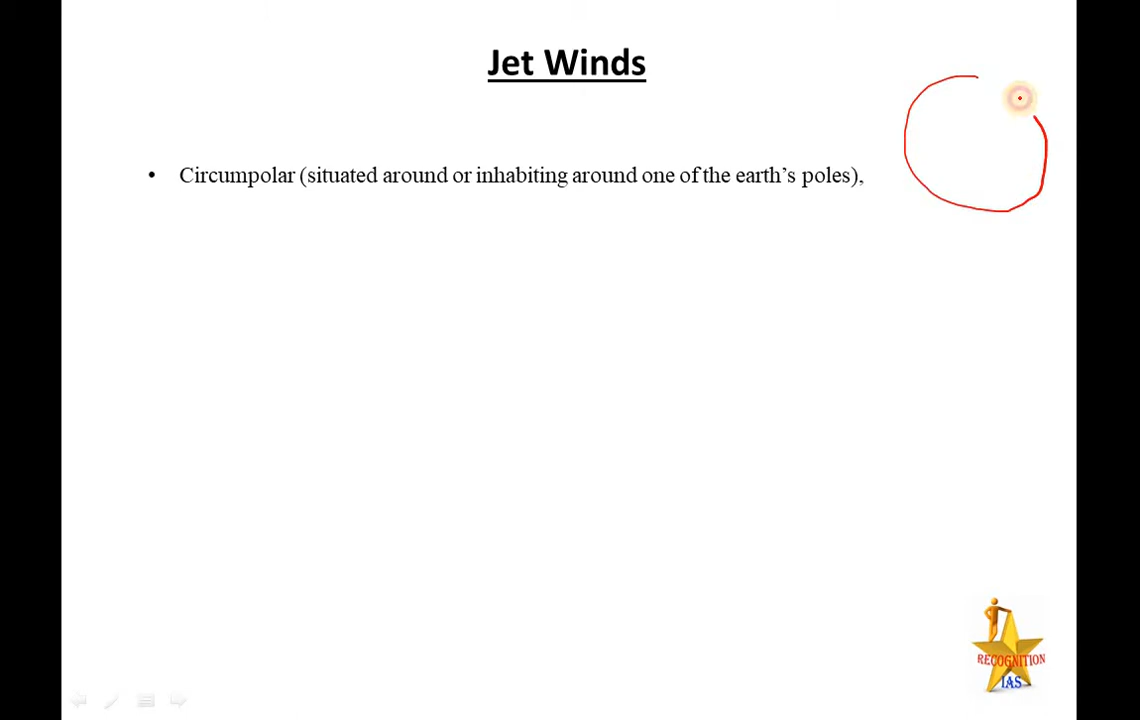 Jet Winds
• Circumpolar (situated around or inhabiting around one of the earth’s poles),
RECOGNITION
IAS